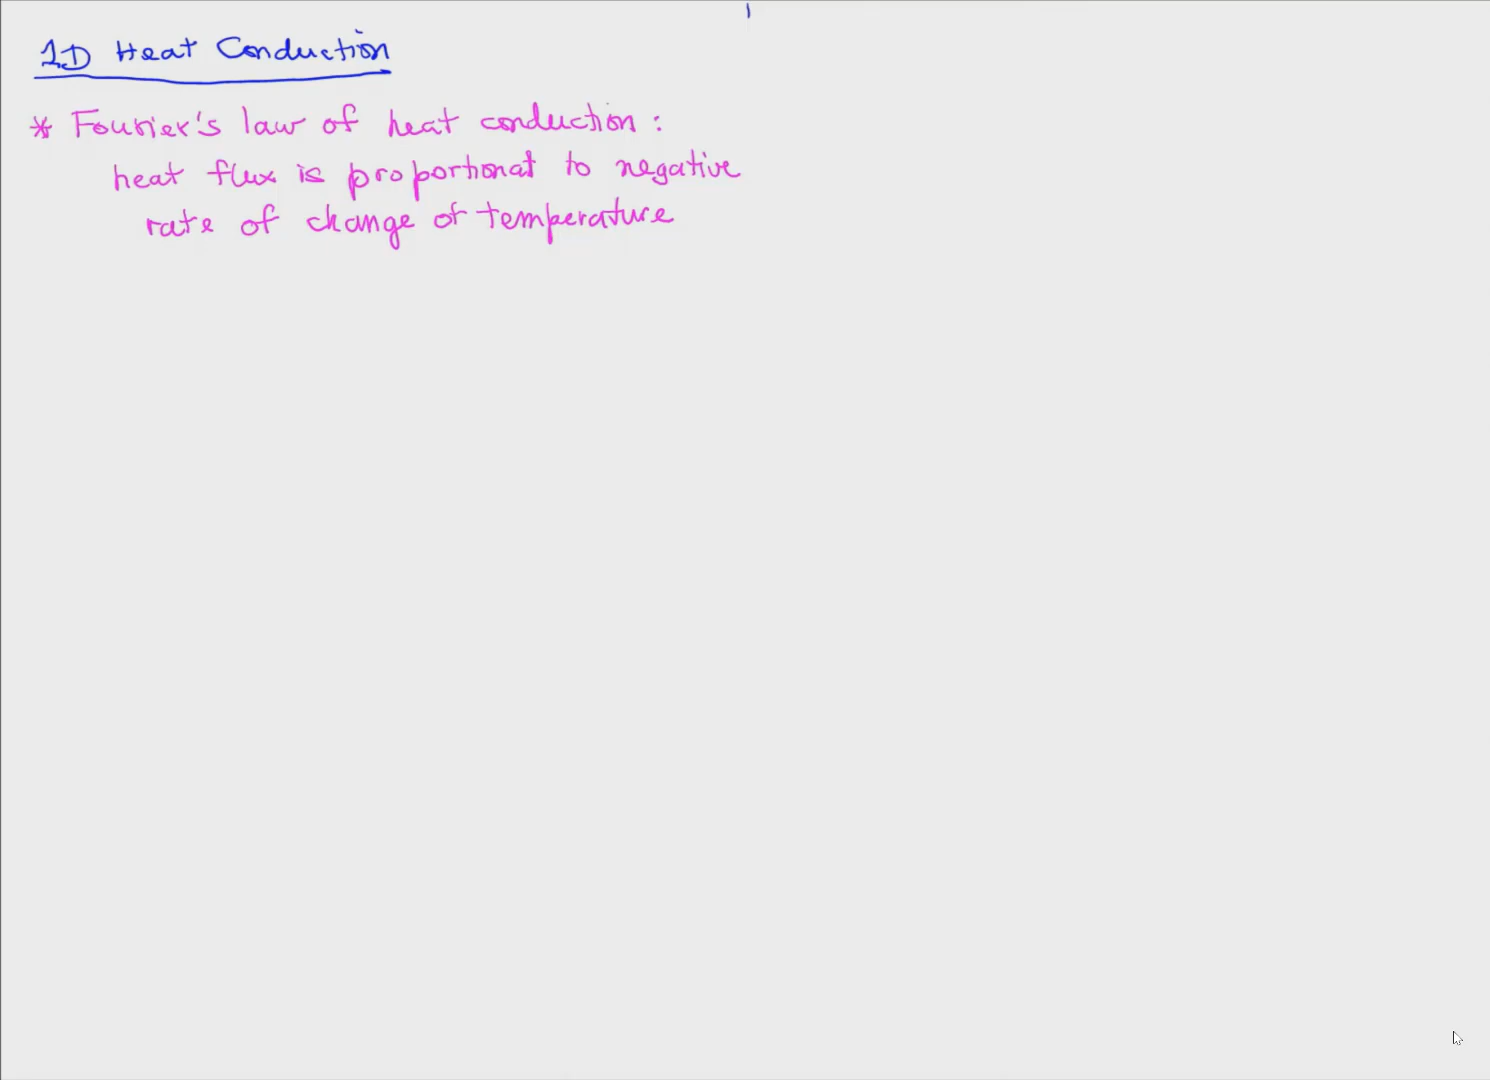 1D Heat Conduction
* Fourier's law of heat conduction:
heat flux is proportional to negative
rate of change of temperature